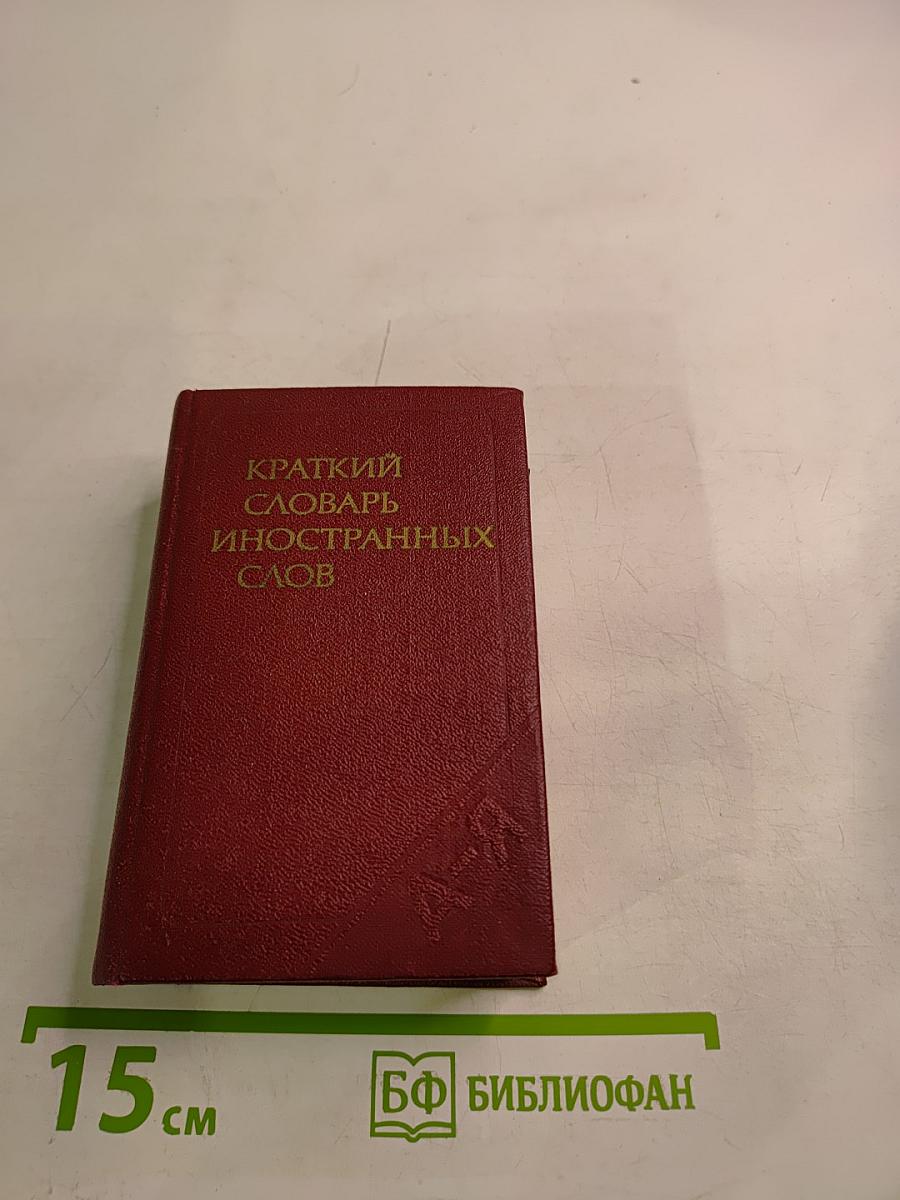 КРАТКИЙ
СЛОВАРЬ
ИНОСТРАННЫХ
СЛОВ
А-Я
15 см
БФ БИБЛИОФАН